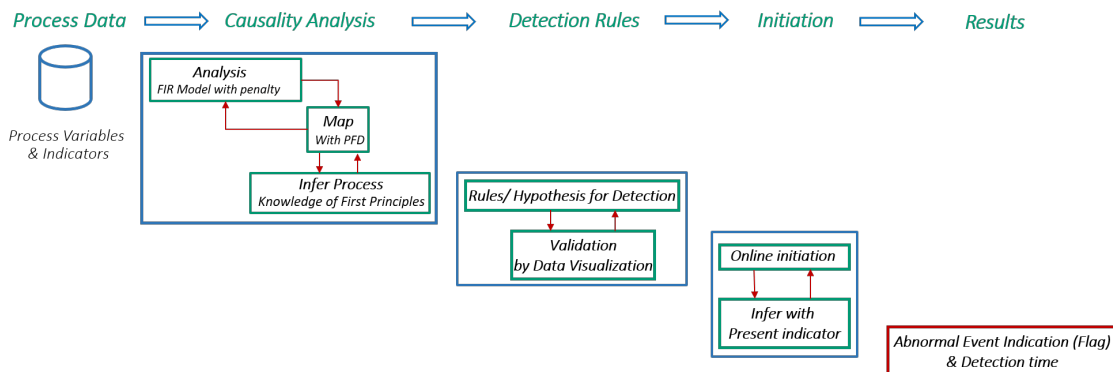 Process Data
Causality Analysis
Detection Rules
Initiation
Results
Process Variables
& Indicators
Analysis
FIR Model with penalty
Map
With PFD
Infer Process
Knowledge of First Principles
Rules/ Hypothesis for Detection
Validation
by Data Visualization
Online initiation
Infer with
Present indicator
Abnormal Event Indication (Flag)
& Detection time